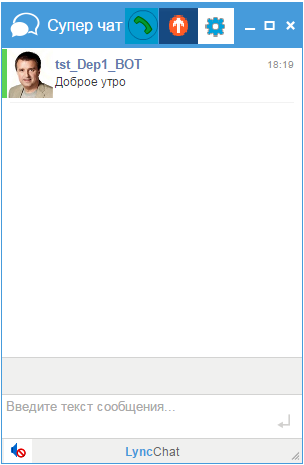 Супер чат
tst_Dep1_BOT 18:19
Доброе утро
Введите текст сообщения...
LyncChat